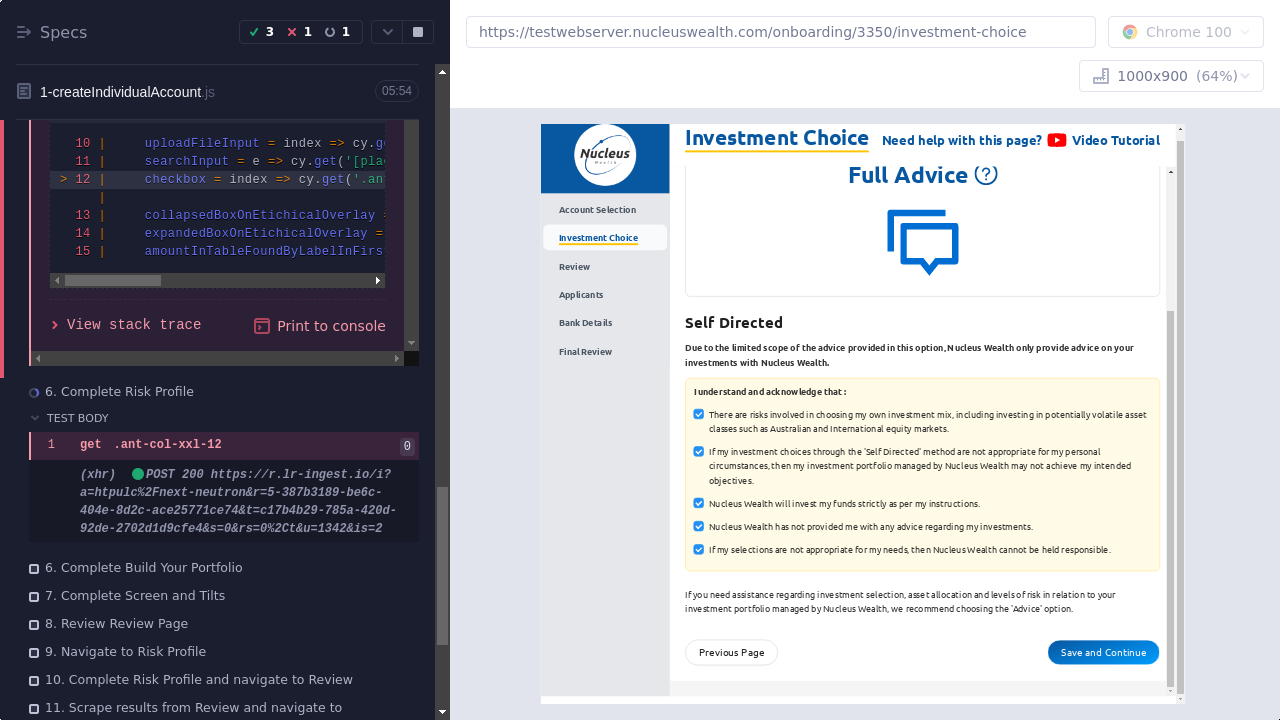 Specs
3
1
1
1-createIndividualAccount.js
05:54
10 |     uploadFileInput = index => cy.ge
11 |     searchInput = e => cy.get('[plac
> 12 |     checkbox = index => cy.get('.an
|
13 |     collapsedBoxOnEtichicalOverlay =
14 |     expandedBoxOnEtichicalOverlay =
15 |     amountInTableFoundByLabelInFirs
View stack trace
Print to console
6. Complete Risk Profile
TEST BODY
1 get .ant-col-xxl-12 0
(xhr) POST 200 https://r.lr-ingest.io/i?
a=htpulc%2Fnext-neutron&r=5-387b3189-be6c-
404e-8d2c-ace25771ce74&t=c17b4b29-785a-420d-
92de-2702d1d9cfe4&s=0&rs=0%2Ct&u=1342&is=2
6. Complete Build Your Portfolio
7. Complete Screen and Tilts
8. Review Review Page
9. Navigate to Risk Profile
10. Complete Risk Profile and navigate to Review
11. Scrape results from Review and navigate to
https://testwebserver.nucleuswealth.com/onboarding/3350/investment-choice
Chrome 100
1000x900 (64%)
Nucleus
Wealth
Account Selection
Investment Choice
Review
Applicants
Bank Details
Final Review
Investment Choice
Need help with this page? Video Tutorial
Full Advice ?
Self Directed
Due to the limited scope of the advice provided in this option, Nucleus Wealth only provide advice on your
investments with Nucleus Wealth.
I understand and acknowledge that :
There are risks involved in choosing my own investment mix, including investing in potentially volatile asset
classes such as Australian and International equity markets.
If my investment choices through the 'Self Directed' method are not appropriate for my personal
circumstances, then my investment portfolio managed by Nucleus Wealth may not achieve my intended
objectives.
Nucleus Wealth will invest my funds strictly as per my instructions.
Nucleus Wealth has not provided me with any advice regarding my investments.
If my selections are not appropriate for my needs, then Nucleus Wealth cannot be held responsible.
If you need assistance regarding investment selection, asset allocation and levels of risk in relation to your
investment portfolio managed by Nucleus Wealth, we recommend choosing the 'Advice' option.
Previous Page
Save and Continue